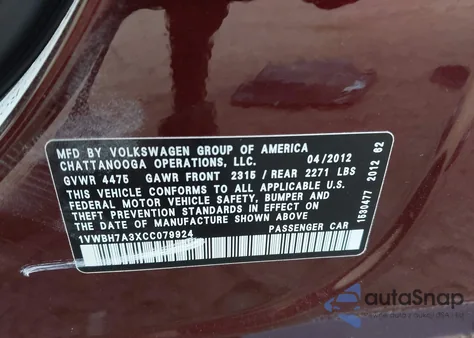 MFD BY VOLKSWAGEN GROUP OF AMERICA
CHATTANOOGA OPERATIONS, LLC. 04/2012
GVWR 4475 GAWR FRONT 2315 / REAR 2271 LBS
THIS VEHICLE CONFORMS TO ALL APPLICABLE
FEDERAL MOTOR VEHICLE SAFETY, BUMPER AND
THEFT PREVENTION STANDARDS IN EFFECT ON
THE DATE OF MANUFACTURE SHOWN ABOVE.
1VWBH7A3XCC079924 PASSENGER CAR
1530477 2012 82
autoSnap